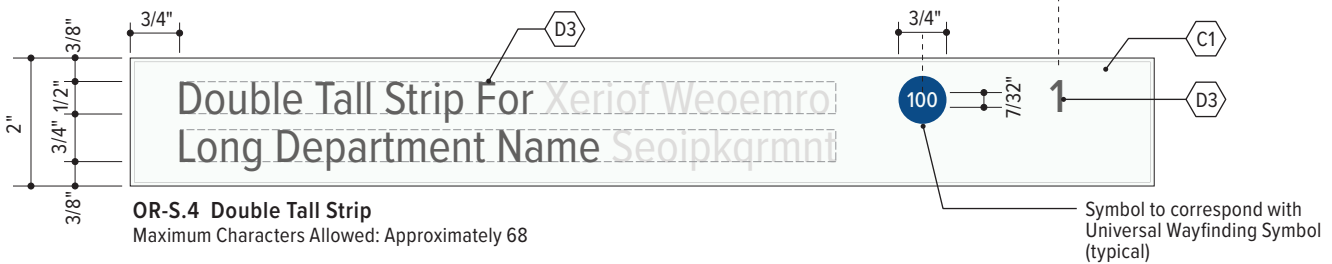 3/4"
D3
3/4"
C1
3/8"
1/2"
3/4"
3/8"
2"
Double Tall Strip For Xeriof Weoemro
Long Department Name Seoipkqrmnt
100
7/32"
1
D3
OR-S.4 Double Tall Strip
Maximum Characters Allowed: Approximately 68
Symbol to correspond with
Universal Wayfinding Symbol
(typical)